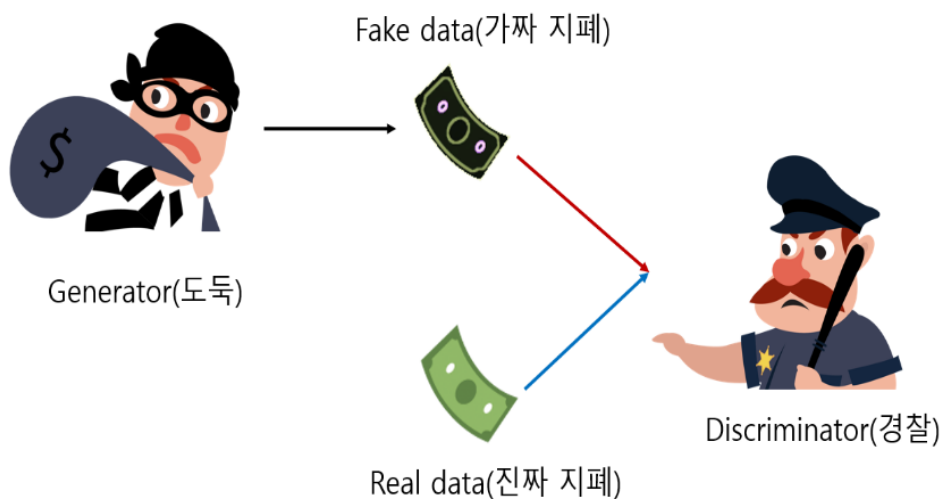 Fake data(가짜 지폐)
$
Generator(도둑)
Discriminator(경찰)
Real data(진짜 지폐)